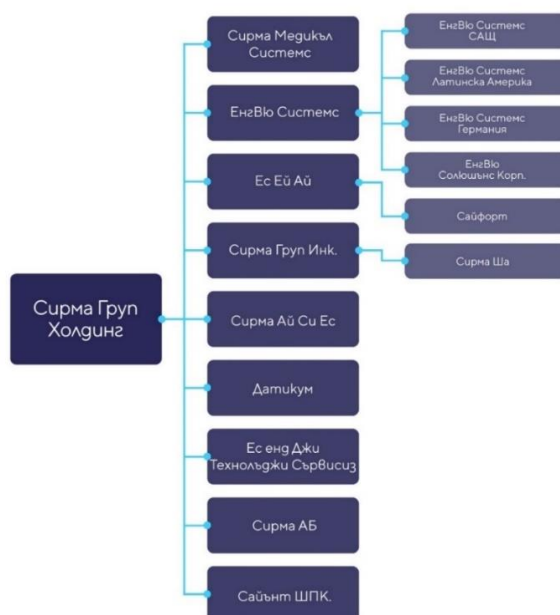 Сирма Груп
Холдинг
Сирма Медикъл
Системс
ЕнгВю Системс
Ес Ей Ай
Сирма Груп Инк.
Сирма Ай Си Ес
Датикум
Ес енд Джи
Технолъджи Сървисиз
Сирма АБ
Сайънт ШПК.
ЕнгВю Системс
САЩ
ЕнгВю Системс
Латинска Америка
ЕнгВю Системс
Германия
ЕнгВю
Солюшънс Корп.
Сайфорт
Сирма Ша